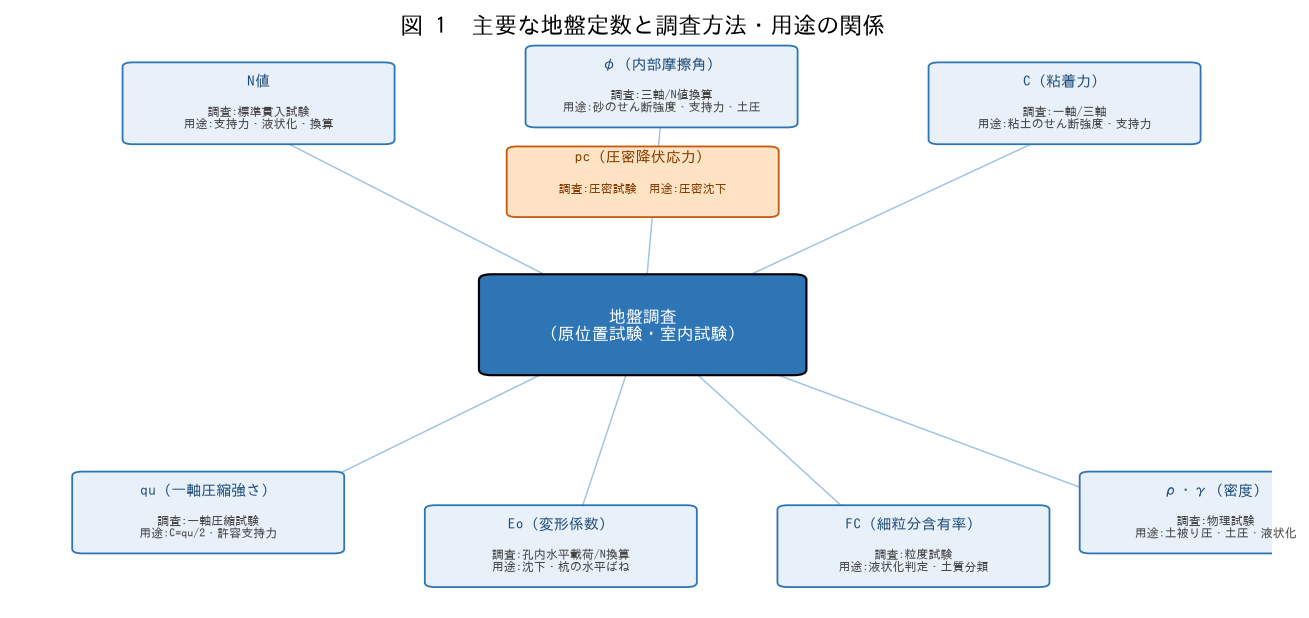 図 1　主要な地盤定数と調査方法・用途の関係
N値
調査:標準貫入試験
用途:支持力・液状化・換算
φ（内部摩擦角）
調査:三軸/N値換算
用途:砂のせん断強度・支持力・土圧
C（粘着力）
調査:一軸/三軸
用途:粘土のせん断強度・支持力
pc（圧密降伏応力）
調査:圧密試験　用途:圧密沈下
地盤調査
（原位置試験・室内試験）
qu（一軸圧縮強さ）
調査:一軸圧縮試験
用途:C=qu/2・許容支持力
Eo（変形係数）
調査:孔内水平載荷/N換算
用途:沈下・杭の水平ばね
FC（細粒分含有率）
調査:粒度試験
用途:液状化判定・土質分類
ρ・γ（密度）
調査:物理試験
用途:土被り圧・土圧・液状化